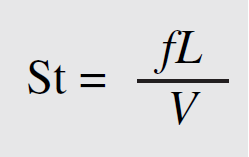 St = fL / V